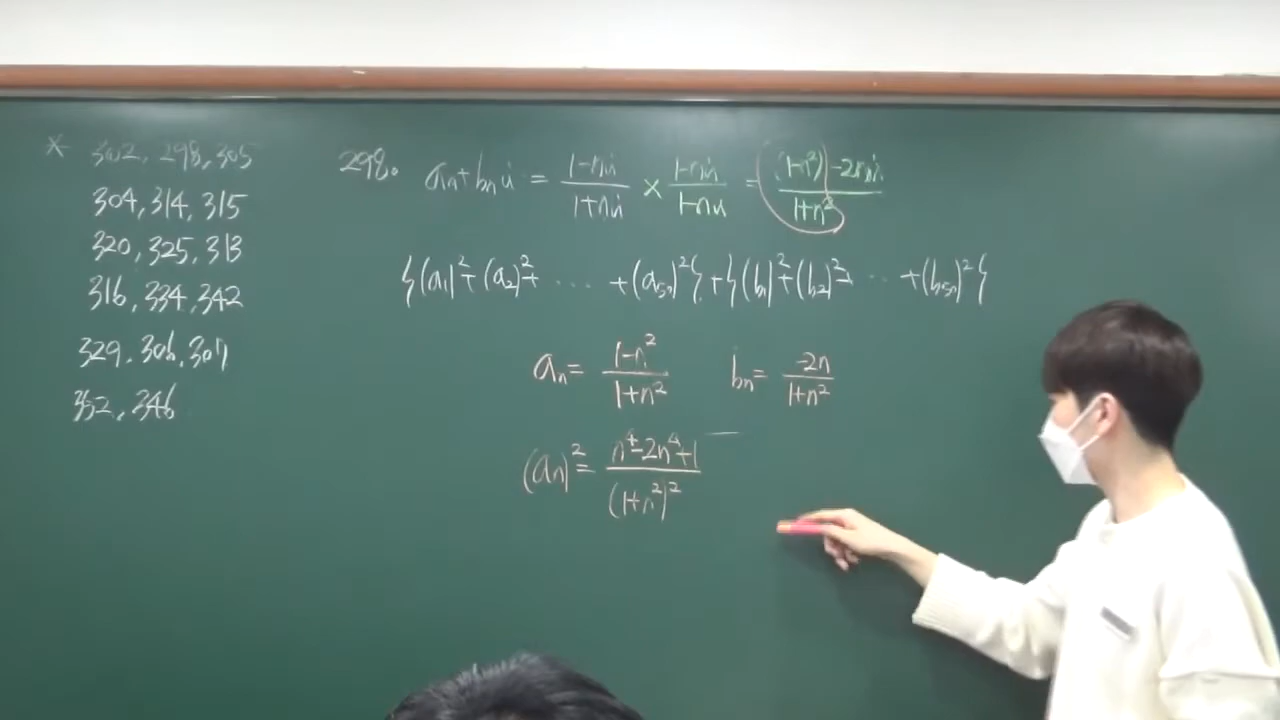 * 302, 298, 305
304, 314, 315
320, 325, 313
316, 334, 342
329, 306, 307
352, 346
298. aₙ+bₙi = (1-ni)/(1+ni) × (1-ni)/(1-ni) = ((1-n²)-2ni)/(1+n²)
{(a₁)²+(a₂)²+ ... +(a₅₀)²}+{(b₁)²+(b₂)²+ ... +(b₅₀)²}
aₙ= (1-n²)/(1+n²) bₙ= (-2n)/(1+n²)
(aₙ)²= (n⁴-2n⁴+1)/(1+n²)²